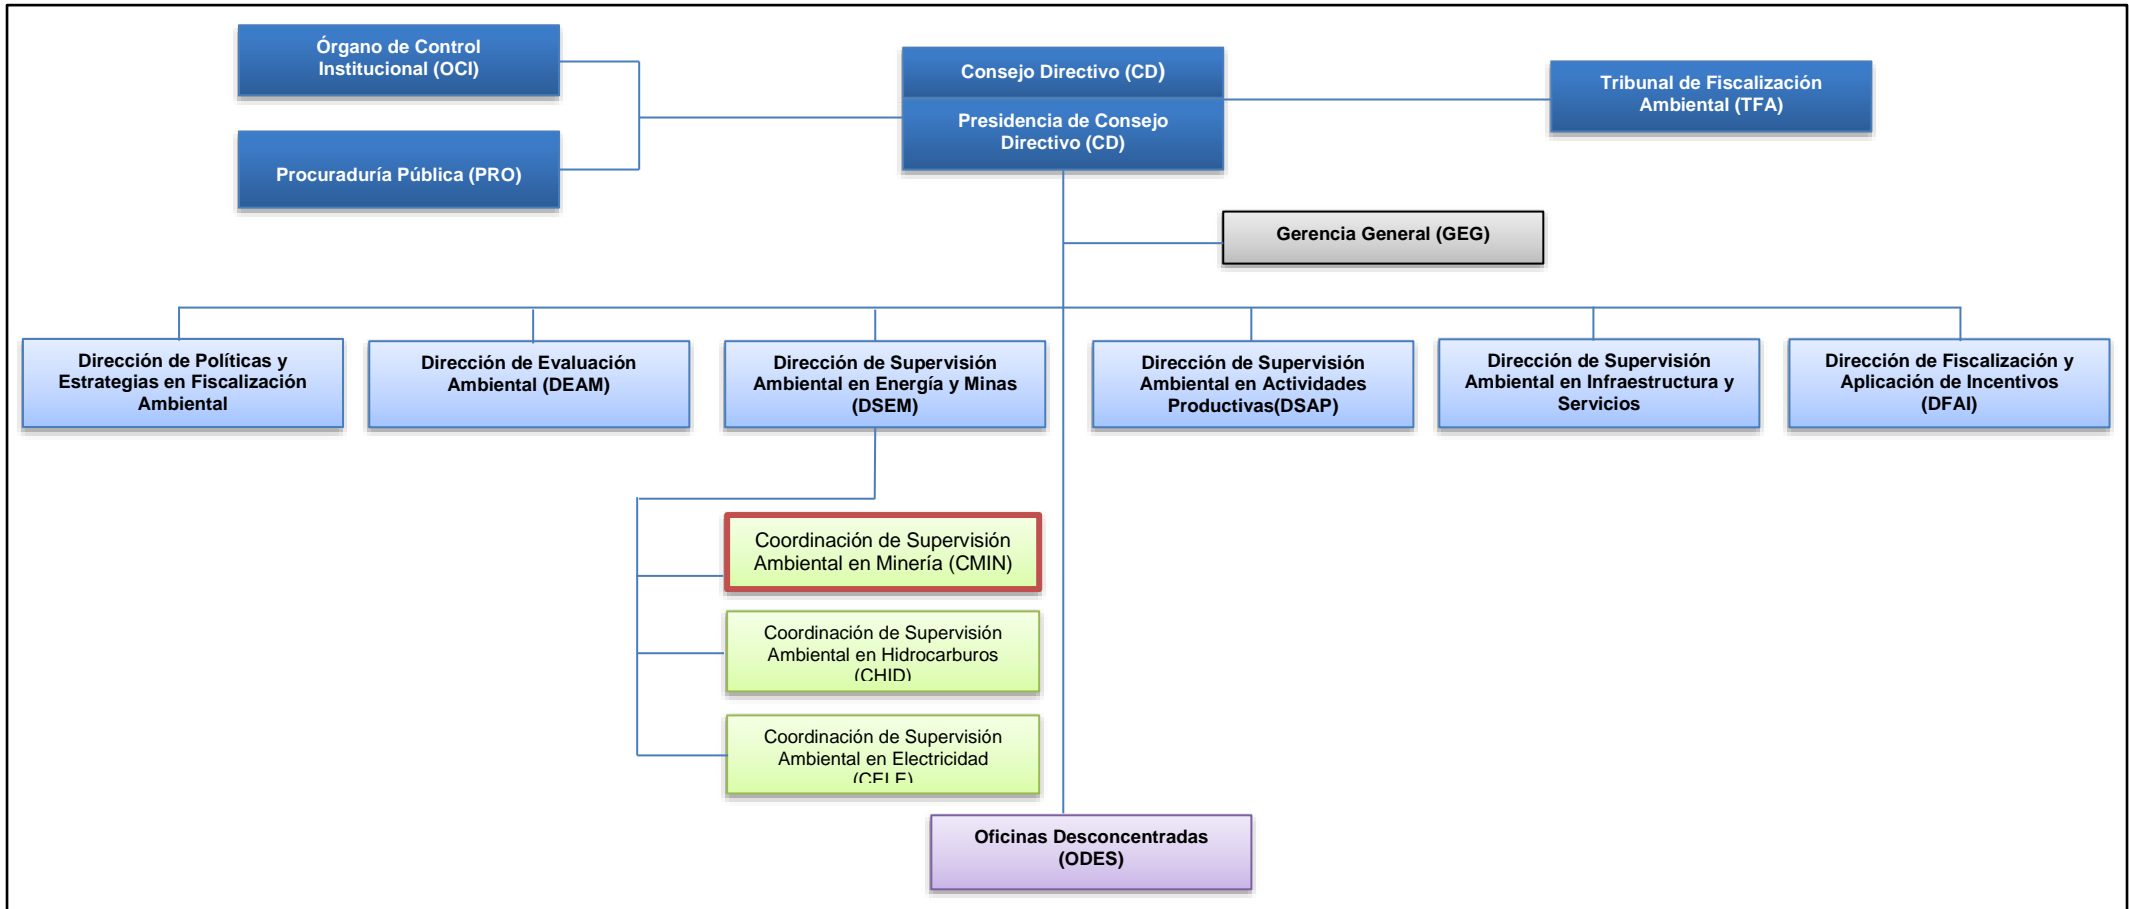 Órgano de Control
Institucional (OCI)
Consejo Directivo (CD)
Tribunal de Fiscalización
Ambiental (TFA)
Presidencia de Consejo
Directivo (CD)
Procuraduría Pública (PRO)
Gerencia General (GEG)
Dirección de Políticas y
Estrategias en Fiscalización
Ambiental
Dirección de Evaluación
Ambiental (DEAM)
Dirección de Supervisión
Ambiental en Energía y Minas
(DSEM)
Dirección de Supervisión
Ambiental en Actividades
Productivas(DSAP)
Dirección de Supervisión
Ambiental en Infraestructura y
Servicios
Dirección de Fiscalización y
Aplicación de Incentivos
(DFAI)
Coordinación de Supervisión
Ambiental en Minería (CMIN)
Coordinación de Supervisión
Ambiental en Hidrocarburos
(CHID)
Coordinación de Supervisión
Ambiental en Electricidad
(CELE)
Oficinas Desconcentradas
(ODES)